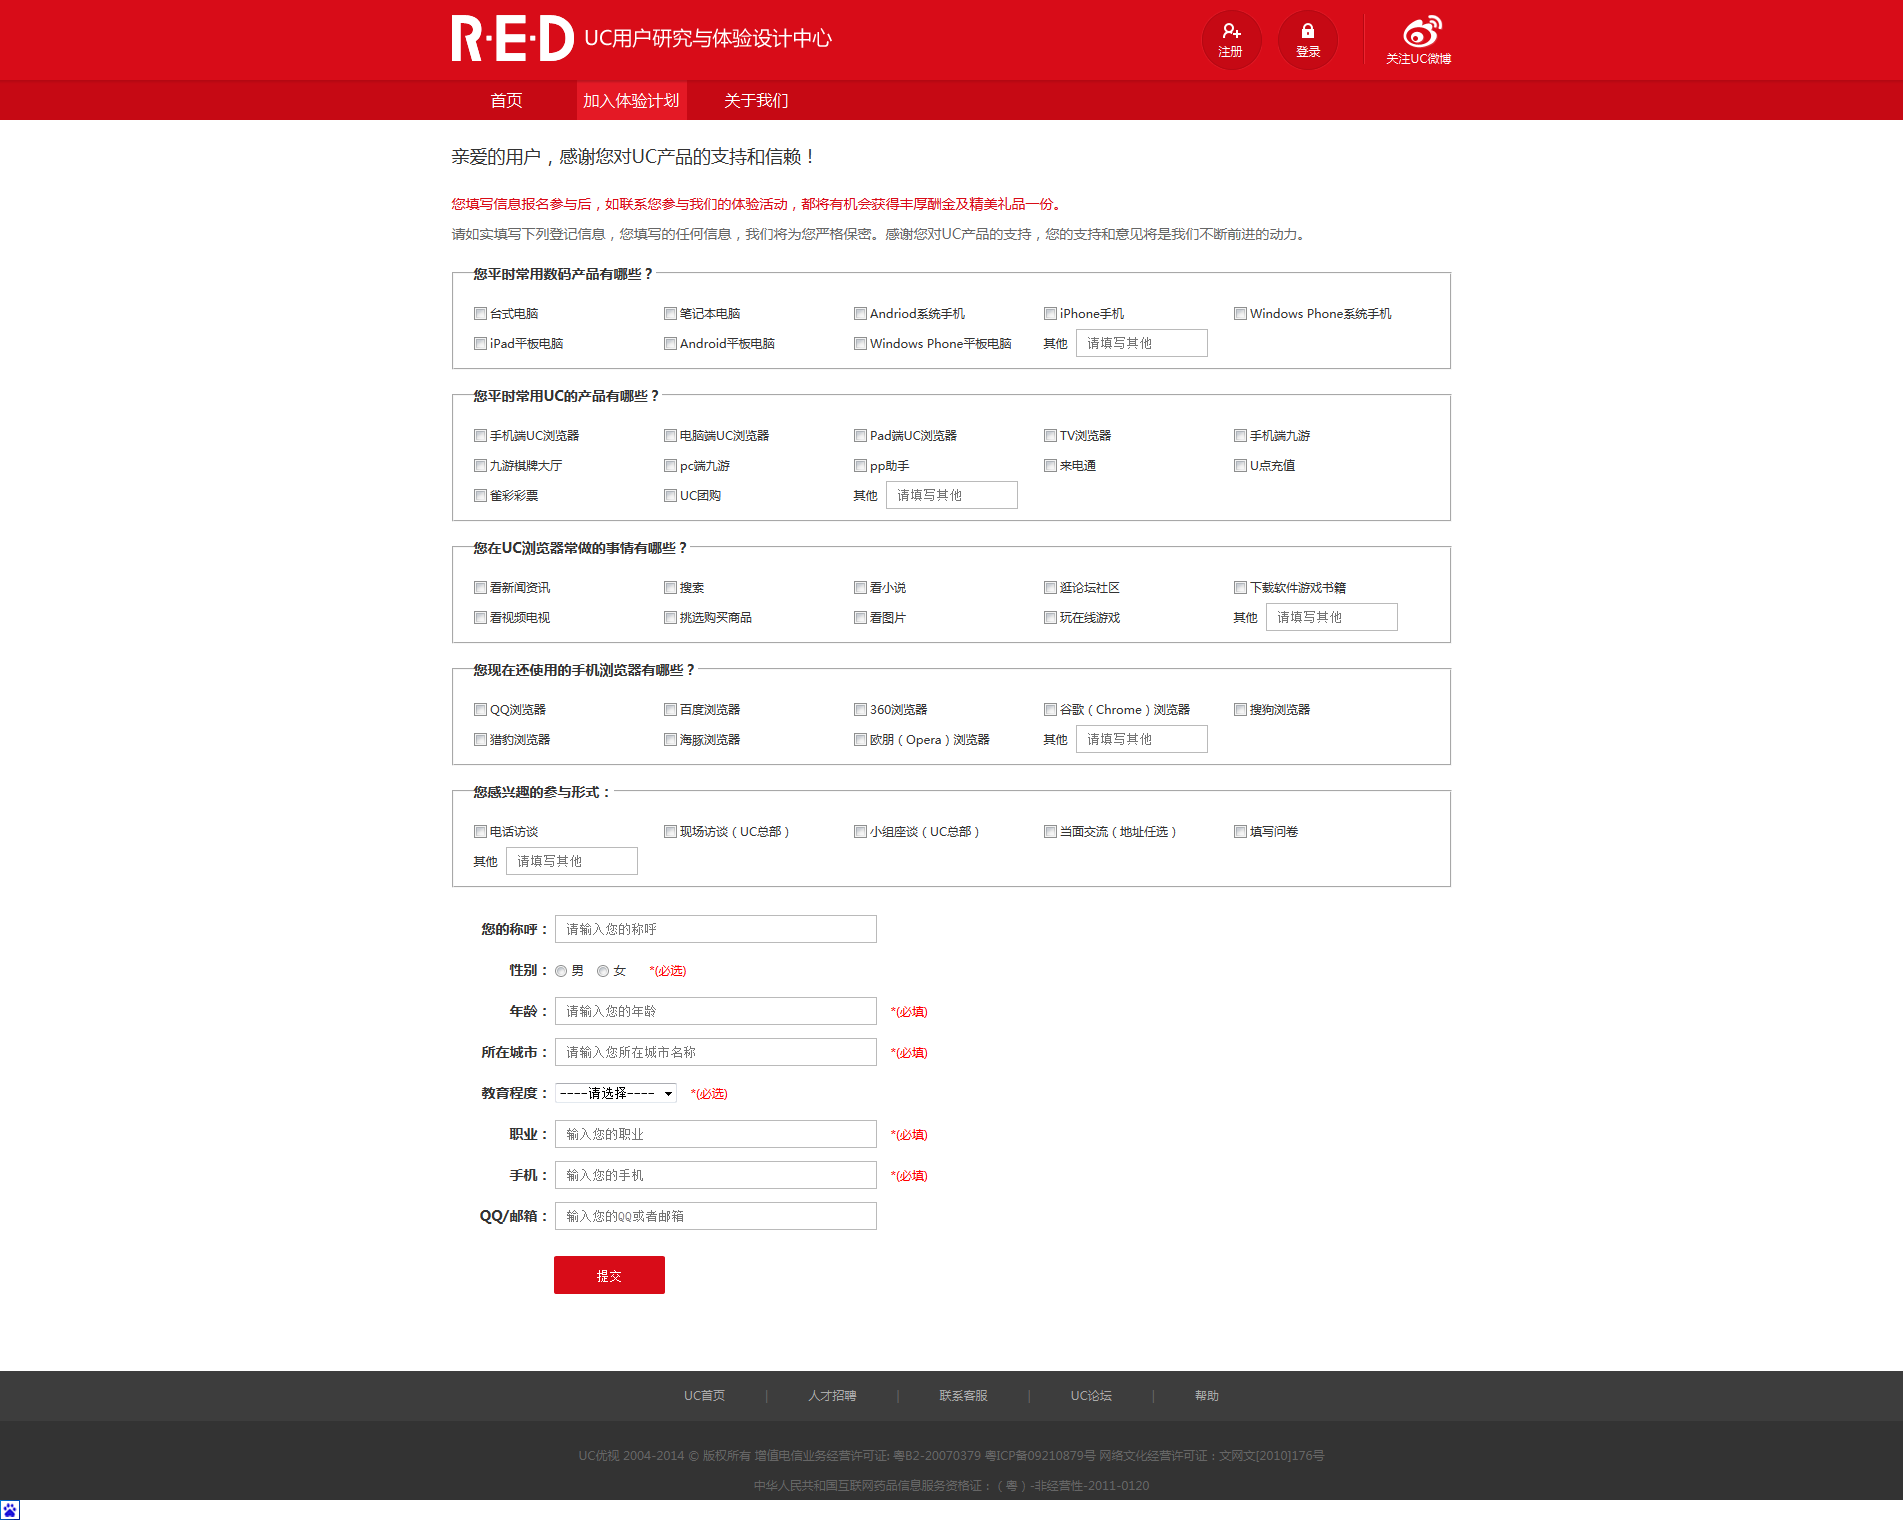 R·E·D UC用户研究与体验设计中心
注册
登录
关注UC微博
首页 加入体验计划 关于我们
亲爱的用户，感谢您对UC产品的支持和信赖！
您填写信息报名参与后，如联系您参与我们的体验活动，都将有机会获得丰厚酬金及精美礼品一份。
请如实填写下列登记信息，您填写的任何信息，我们将为您严格保密。感谢您对UC产品的支持，您的支持和意见将是我们不断前进的动力。
您平时常用数码产品有哪些？
台式电脑 笔记本电脑 Andriod系统手机 iPhone手机 Windows Phone系统手机
iPad平板电脑 Android平板电脑 Windows Phone平板电脑 其他 请填写其他
您平时常用UC的产品有哪些？
手机端UC浏览器 电脑端UC浏览器 Pad端UC浏览器 TV浏览器 手机端九游
九游棋牌大厅 pc端九游 pp助手 来电通 U点充值
雀彩彩票 UC团购 其他 请填写其他
您在UC浏览器常做的事情有哪些？
看新闻资讯 搜索 看小说 逛论坛社区 下载软件游戏书籍
看视频电视 挑选购买商品 看图片 玩在线游戏 其他 请填写其他
您现在还使用的手机浏览器有哪些？
QQ浏览器 百度浏览器 360浏览器 谷歌（Chrome）浏览器 搜狗浏览器
猎豹浏览器 海豚浏览器 欧朋（Opera）浏览器 其他 请填写其他
您感兴趣的参与形式：
电话访谈 现场访谈（UC总部） 小组座谈（UC总部） 当面交流（地址任选） 填写问卷
其他 请填写其他
您的称呼： 请输入您的称呼
性别： 男 女 *(必选)
年龄： 请输入您的年龄 *(必填)
所在城市： 请输入您所在城市名称 *(必填)
教育程度： ----请选择---- *(必选)
职业： 输入您的职业 *(必填)
手机： 输入您的手机 *(必填)
QQ/邮箱： 输入您的QQ或者邮箱
提交
UC首页 | 人才招聘 | 联系客服 | UC论坛 | 帮助
UC优视 2004-2014 © 版权所有 增值电信业务经营许可证: 粤B2-20070379 粤ICP备09210879号 网络文化经营许可证：文网文[2010]176号
中华人民共和国互联网药品信息服务资格证：（粤）-非经营性-2011-0120